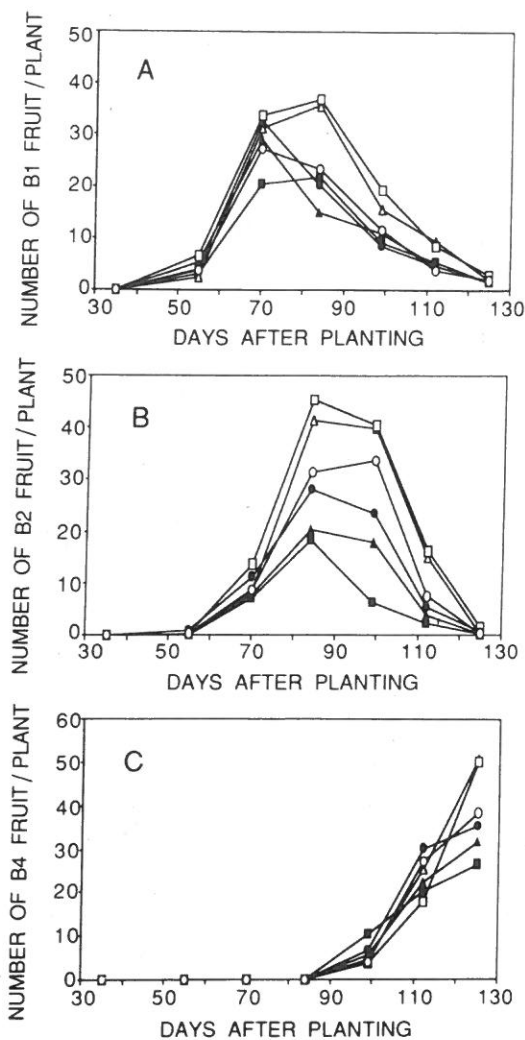 50
40
30
20
10
0
NUMBER OF B1 FRUIT/PLANT
A
30 50 70 90 110 130
DAYS AFTER PLANTING
50
40
30
20
10
0
NUMBER OF B2 FRUIT/PLANT
B
30 50 70 90 110 130
DAYS AFTER PLANTING
60
50
40
30
20
10
0
NUMBER OF B4 FRUIT/PLANT
C
30 50 70 90 110 130
DAYS AFTER PLANTING